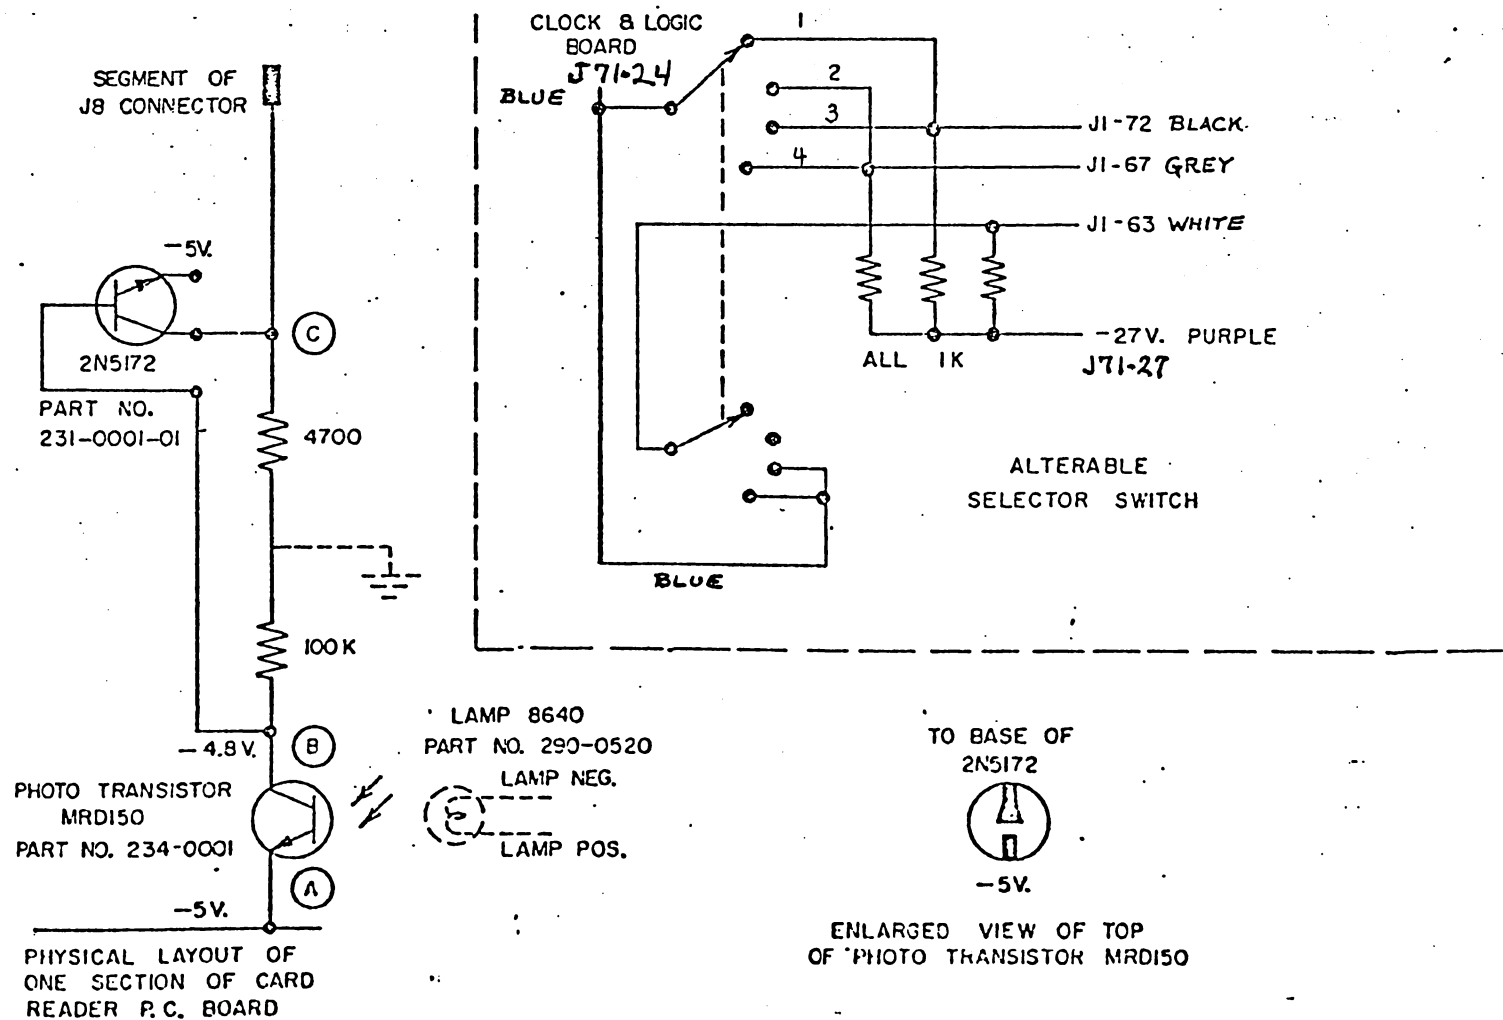 SEGMENT OF
J8 CONNECTOR
-5V.
2N5172
PART NO.
231-0001-01
C
4700
100K
-4.8V.
B
PHOTO TRANSISTOR
MRD150
PART NO. 234-0001
A
-5V.
PHYSICAL LAYOUT OF
ONE SECTION OF CARD
READER P.C. BOARD
LAMP 8640
PART NO. 290-0520
LAMP NEG.
LAMP POS.
CLOCK & LOGIC
BOARD
J71-24
BLUE
1
2
3
4
J1-72 BLACK
J1-67 GREY
J1-63 WHITE
-27V. PURPLE
J71-27
ALL 1K
BLUE
ALTERABLE
SELECTOR SWITCH
TO BASE OF
2N5172
-5V.
ENLARGED VIEW OF TOP
OF PHOTO TRANSISTOR MRD150